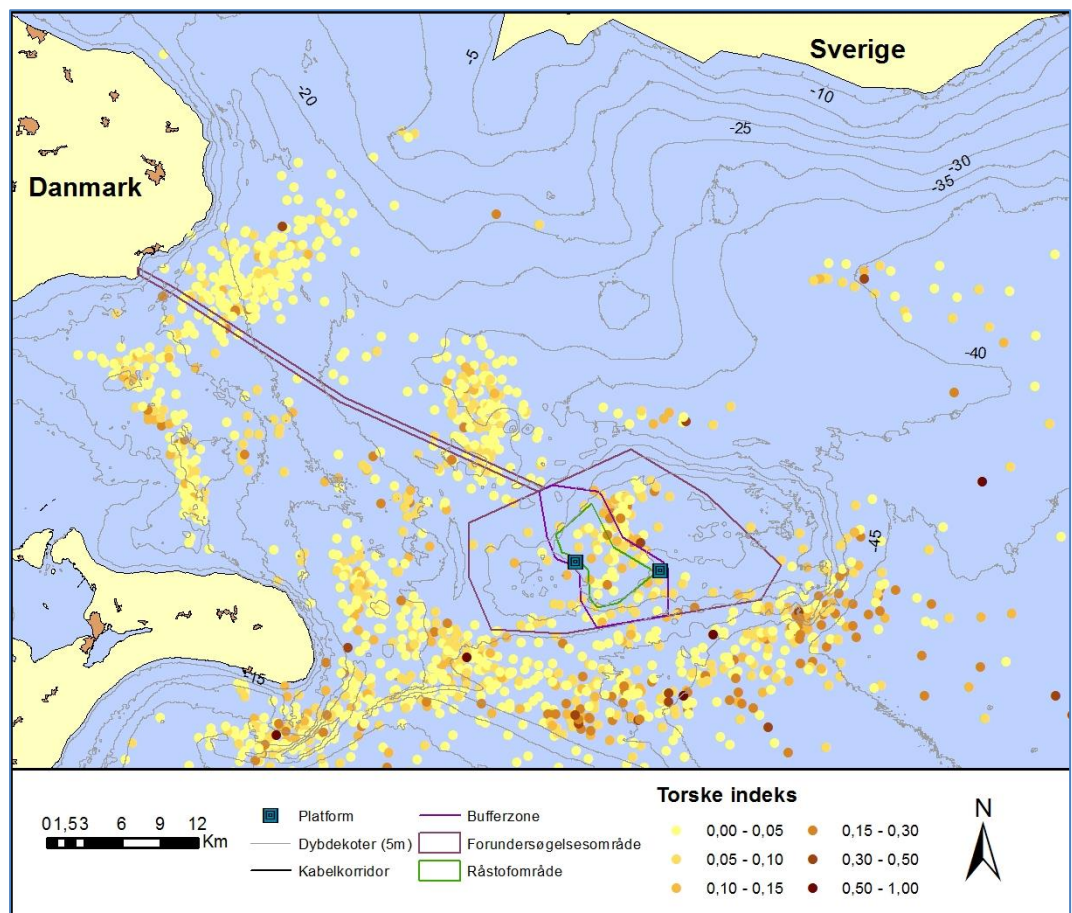 Sverige
-5
-20
-10
-25
-30
-35
Danmark
-40
-45
-15
Torske indeks
N
01,53 6 9 12
Km
Platform
Dybdekoter (5m)
Kabelkorridor
Bufferzone
Forundersøgelsesområde
Råstofområde
0,00 - 0,05
0,05 - 0,10
0,10 - 0,15
0,15 - 0,30
0,30 - 0,50
0,50 - 1,00